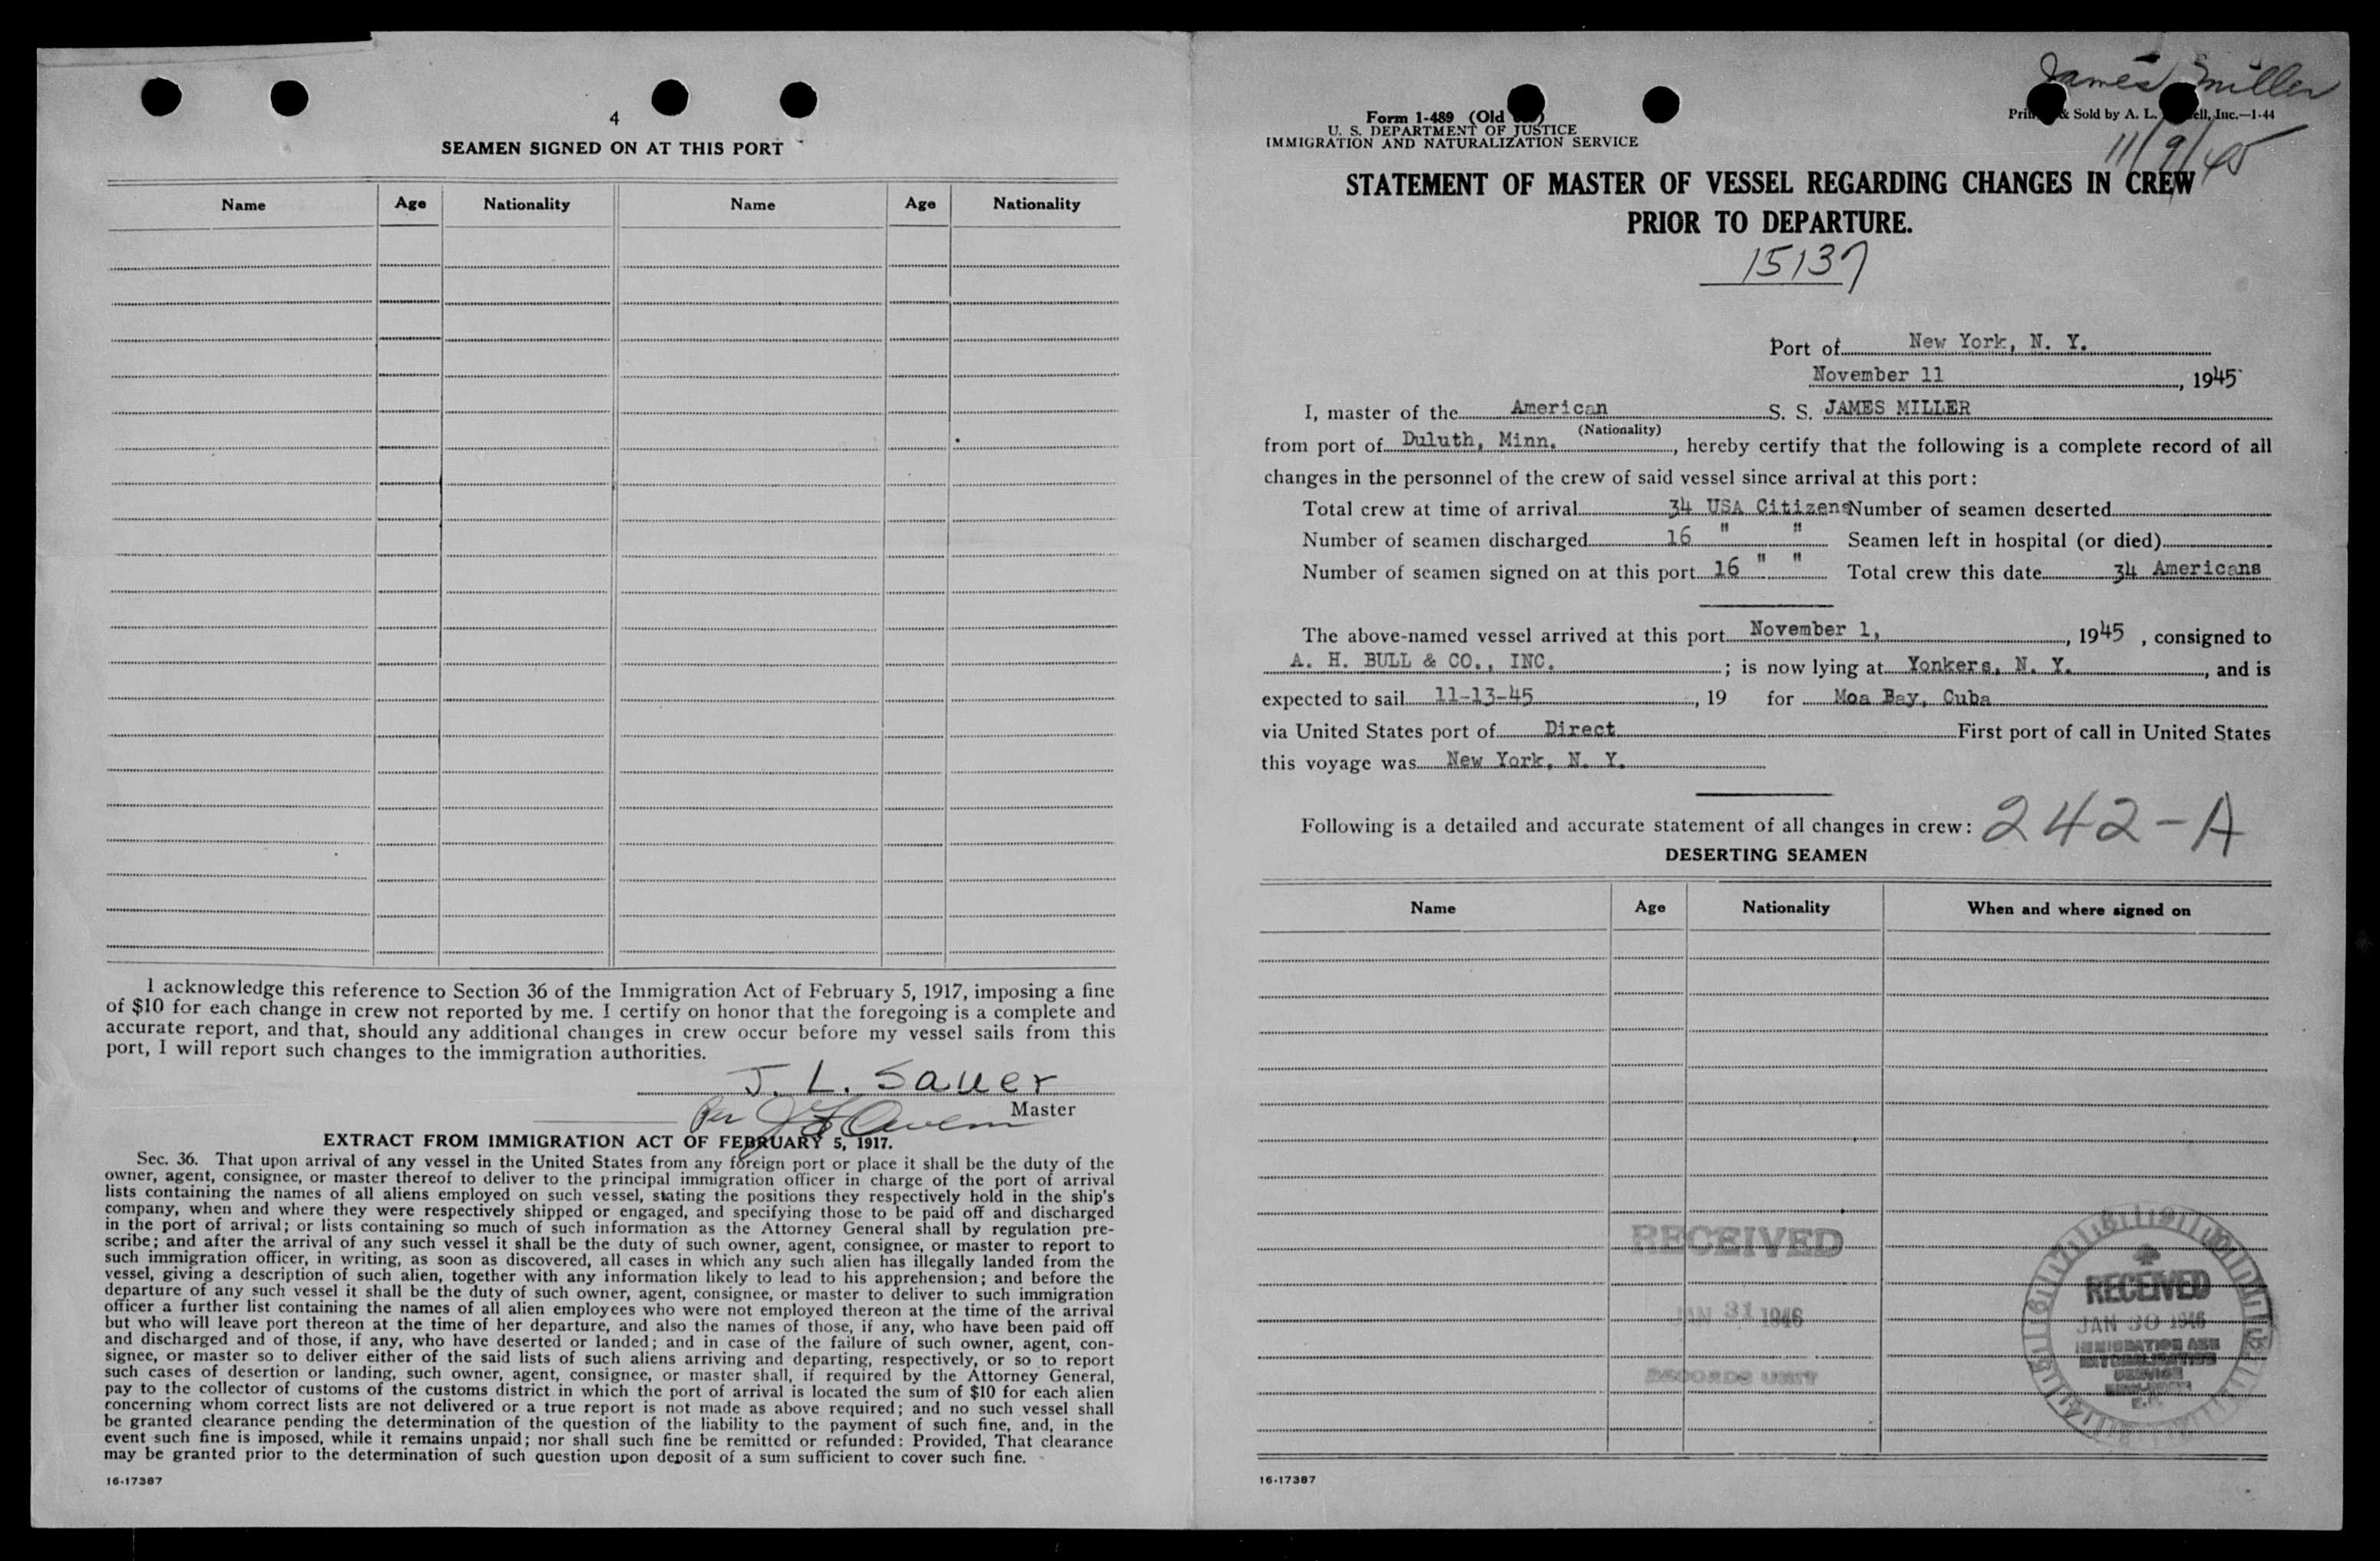 4
SEAMEN SIGNED ON AT THIS PORT
Name Age Nationality Name Age Nationality
I acknowledge this reference to Section 36 of the Immigration Act of February 5, 1917, imposing a fine
of $10 for each change in crew not reported by me. I certify on honor that the foregoing is a complete and
accurate report, and that, should any additional changes in crew occur before my vessel sails from this
port, I will report such changes to the immigration authorities.
J. L. Sauer
Per
Master
EXTRACT FROM IMMIGRATION ACT OF FEBRUARY 5, 1917.
Sec. 36. That upon arrival of any vessel in the United States from any foreign port or place it shall be the duty of the
owner, agent, consignee, or master thereof to deliver to the principal immigration officer in charge of the port of arrival
lists containing the names of all aliens employed on such vessel, stating the positions they respectively hold in the ship's
company, when and where they were respectively shipped or engaged, and specifying those to be paid off and discharged
in the port of arrival; or lists containing so much of such information as the Attorney General shall by regulation pre-
scribe; and after the arrival of any such vessel it shall be the duty of such owner, agent, consignee, or master to report to
such immigration officer, in writing, as soon as discovered, all cases in which any such alien has illegally landed from the
vessel, giving a description of such alien, together with any information likely to lead to his apprehension; and before the
departure of any such vessel it shall be the duty of such owner, agent, consignee, or master to deliver to such immigration
officer a further list containing the names of all alien employees who were not employed thereon at the time of the arrival
but who will leave port thereon at the time of her departure, and also the names of those, if any, who have been paid off
and discharged and of those, if any, who have deserted or landed; and in case of the failure of such owner, agent, con-
signee, or master so to deliver either of the said lists of such aliens arriving and departing, respectively, or so to report
such cases of desertion or landing, such owner, agent, consignee, or master shall, if required by the Attorney General,
pay to the collector of customs of the customs district in which the port of arrival is located the sum of $10 for each alien
concerning whom correct lists are not delivered or a true report is not made as above required; and no such vessel shall
be granted clearance pending the determination of the question of the liability to the payment of such fine, and, in the
event such fine is imposed, while it remains unpaid; nor shall such fine be remitted or refunded: Provided, That clearance
may be granted prior to the determination of such question upon deposit of a sum sufficient to cover such fine.
16-17387
James Miller
Form 1-489 (Old
& Sold by A. L. Inc.—1-44
U. S. DEPARTMENT OF JUSTICE
IMMIGRATION AND NATURALIZATION SERVICE
11/9/45
STATEMENT OF MASTER OF VESSEL REGARDING CHANGES IN CREW
PRIOR TO DEPARTURE.
15137
Port of New York, N. Y.
November 11, 1945
I, master of the American S. S. JAMES MILLER
(Nationality)
from port of Duluth, Minn., hereby certify that the following is a complete record of all
changes in the personnel of the crew of said vessel since arrival at this port:
Total crew at time of arrival 34 USA Citizens Number of seamen deserted
Number of seamen discharged 16 " " Seamen left in hospital (or died)
Number of seamen signed on at this port 16 " " Total crew this date 34 Americans
The above-named vessel arrived at this port November 1, , 1945 , consigned to
A. H. BULL & CO., INC. ; is now lying at Yonkers, N. Y. , and is
expected to sail 11-13-45 , 19 for Moa Bay, Cuba
via United States port of Direct First port of call in United States
this voyage was New York, N. Y.
Following is a detailed and accurate statement of all changes in crew: 242-A
DESERTING SEAMEN
Name Age Nationality When and where signed on
RECEIVED
JAN 31 1946
RECORDS UNIT
RECEIVED
JAN 30 1946
IMMIGRATION AND
NATURALIZATION
SERVICE
16-17387